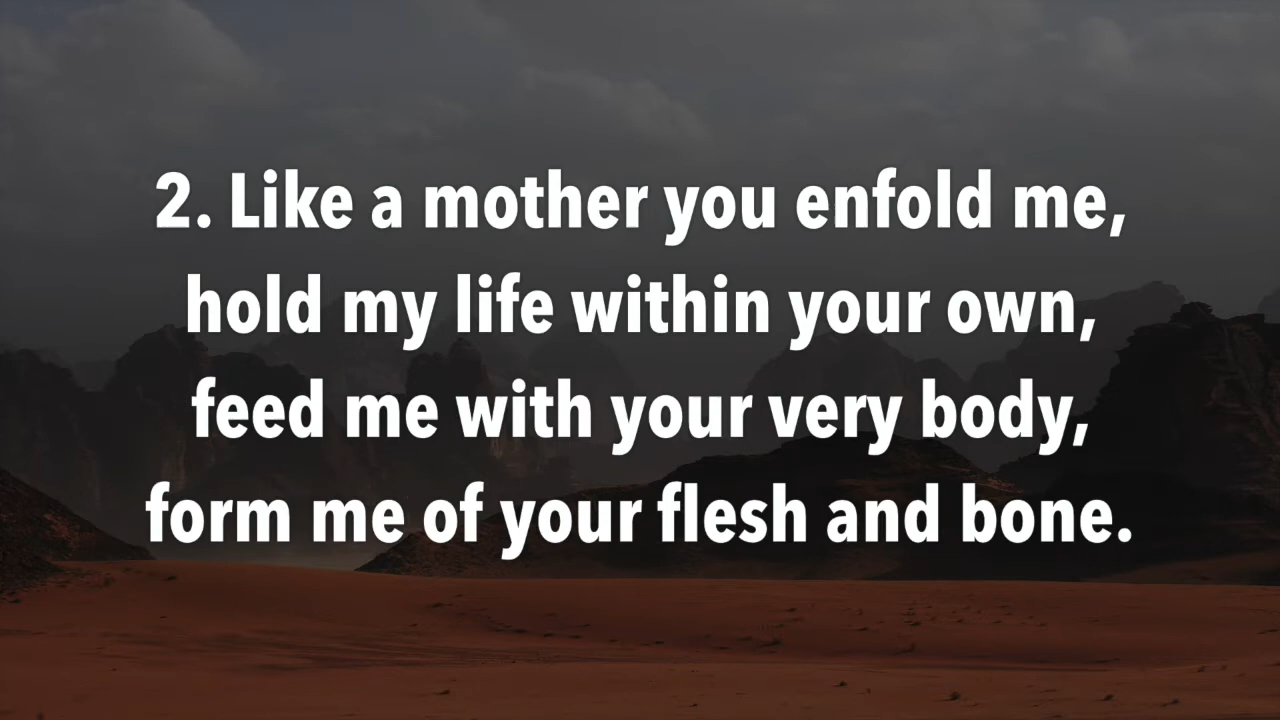 2. Like a mother you enfold me,
hold my life within your own,
feed me with your very body,
form me of your flesh and bone.